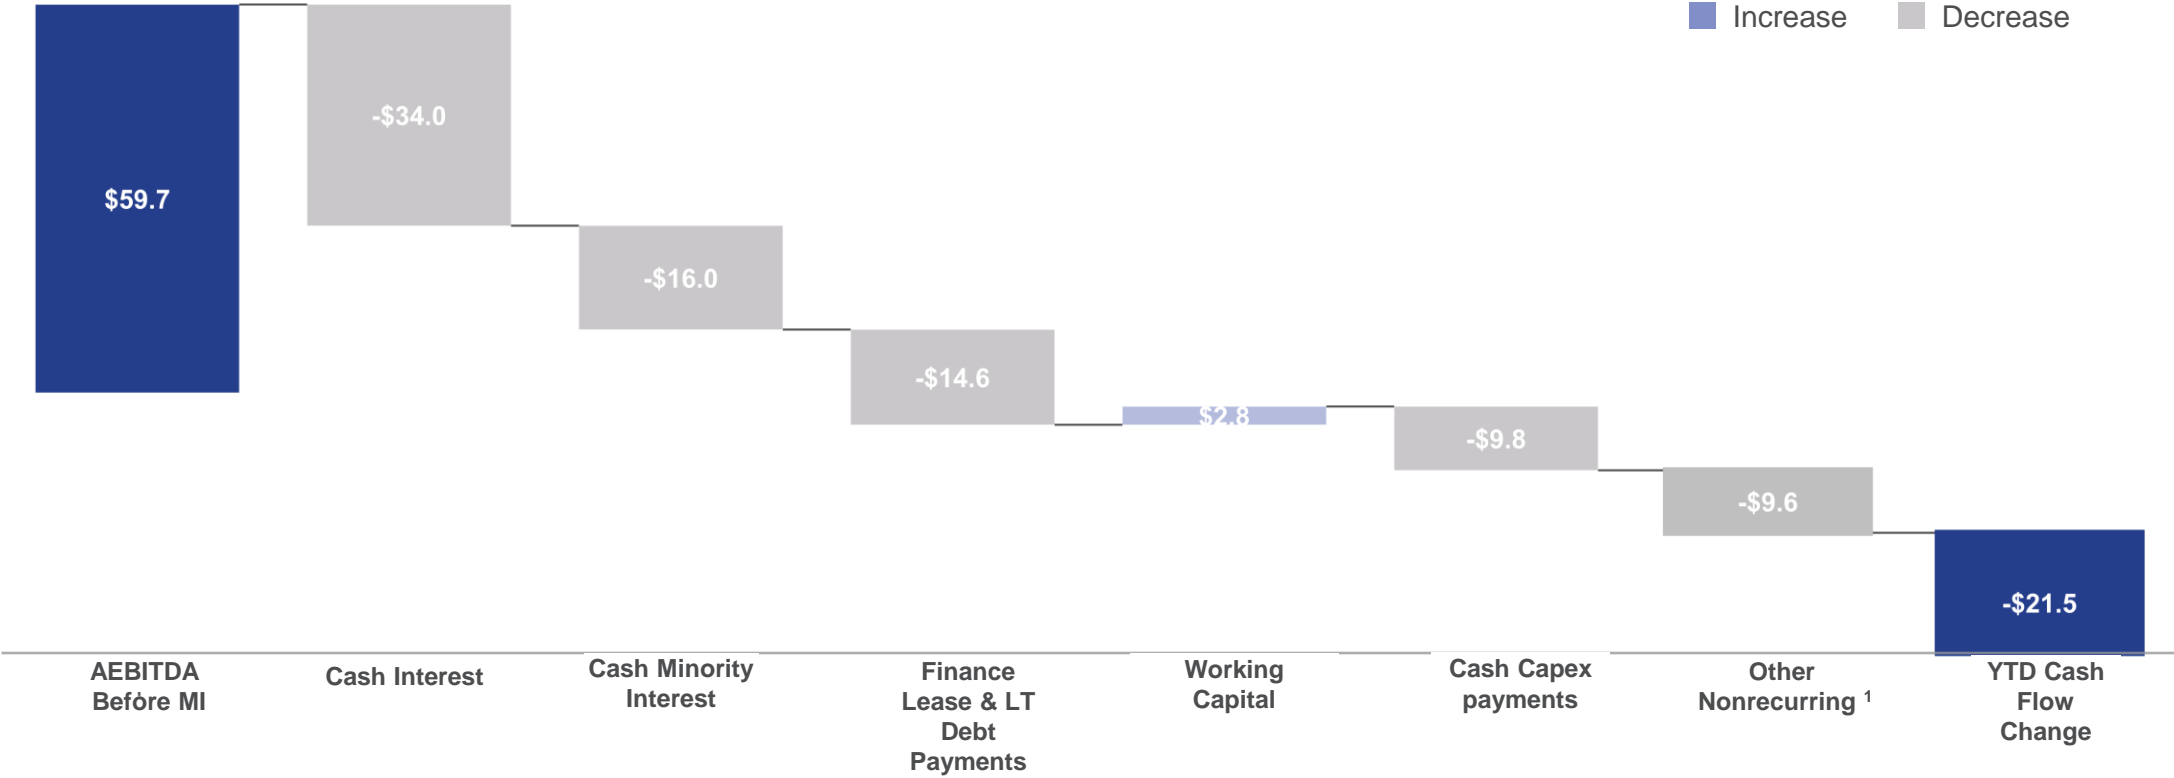 Increase
Decrease
$59.7
-$34.0
-$16.0
-$14.6
$2.8
-$9.8
-$9.6
-$21.5
AEBITDA
Before MI
Cash Interest
Cash Minority
Interest
Finance
Lease & LT
Debt
Payments
Working
Capital
Cash Capex
payments
Other
Nonrecurring ¹
YTD Cash
Flow
Change